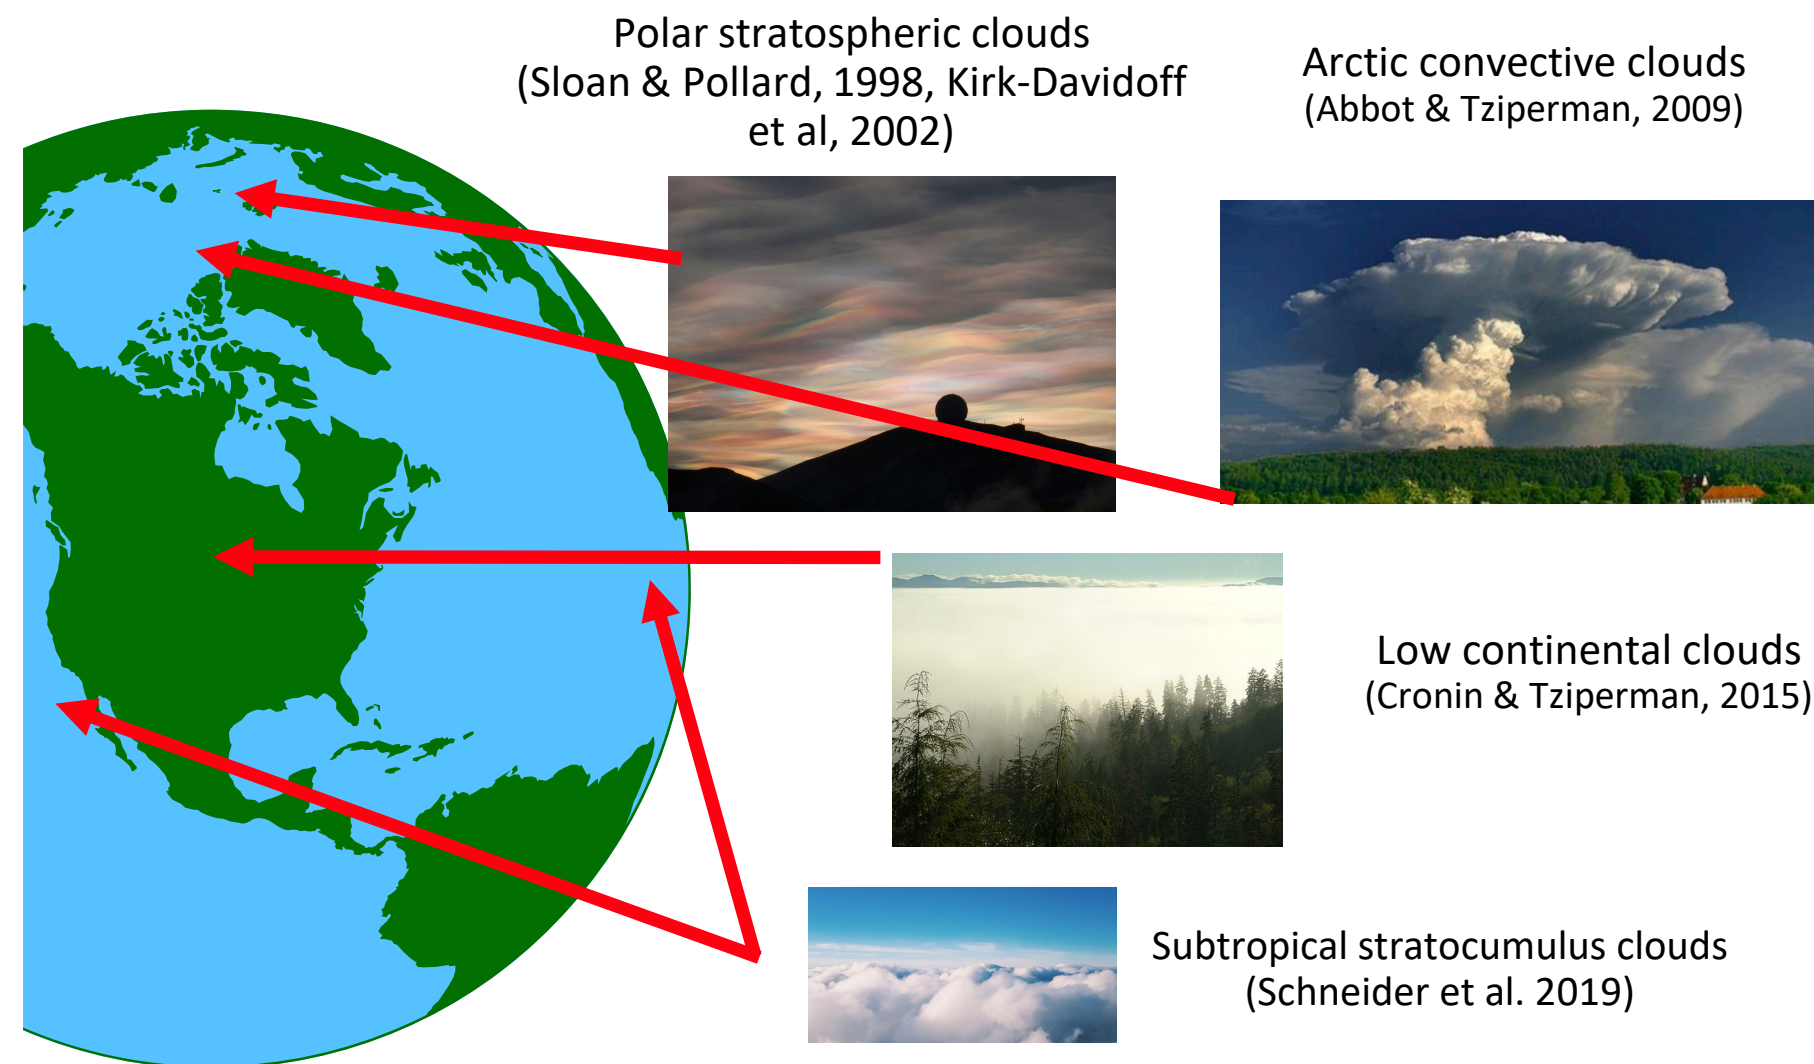 Polar stratospheric clouds
(Sloan & Pollard, 1998, Kirk-Davidoff
et al, 2002)
Arctic convective clouds
(Abbot & Tziperman, 2009)
Low continental clouds
(Cronin & Tziperman, 2015)
Subtropical stratocumulus clouds
(Schneider et al. 2019)